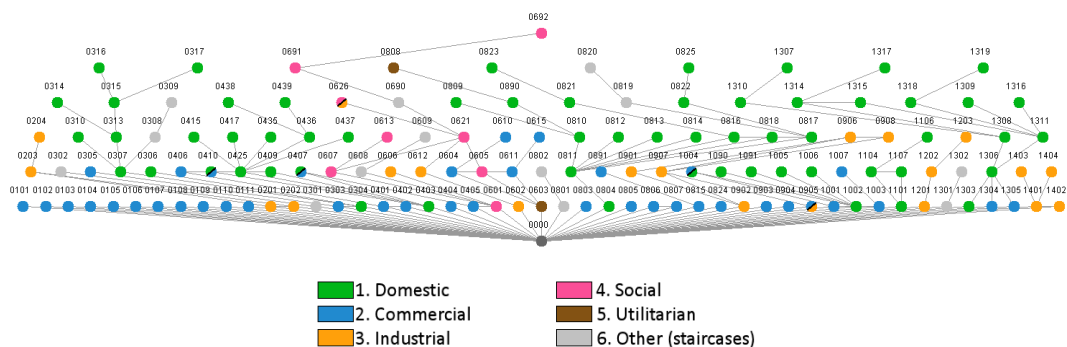 0692
0316 0317 0691 0808 0823 0820 0825 1307 1317 1319
0314 0315 0309 0438 0439 0626 0690 0809 0890 0821 0819 0822 1310 1314 1315 1318 1309 1316
0204 0310 0313 0308 0415 0417 0435 0436 0437 0613 0609 0621 0610 0615 0810 0812 0813 0814 0816 0818 0817 0906 0908 1106 1203 1308 1311
0203 0302 0305 0307 0306 0406 0410 0425 0409 0407 0607 0608 0606 0612 0604 0605 0611 0802 0811 0891 0901 0907 1004 1090 1091 1005 1006 1007 1104 1107 1202 1302 1306 1403 1404
0101 0102 0103 0104 0105 0106 0107 0108 0109 0110 0111 0201 0202 0301 0303 0304 0401 0402 0403 0404 0405 0601 0602 0603 0801 0803 0804 0805 0806 0807 0815 0824 0902 0903 0904 0905 1001 1002 1003 1101 1201 1301 1303 1304 1305 1401 1402
0000
1. Domestic 4. Social
2. Commercial 5. Utilitarian
3. Industrial 6. Other (staircases)